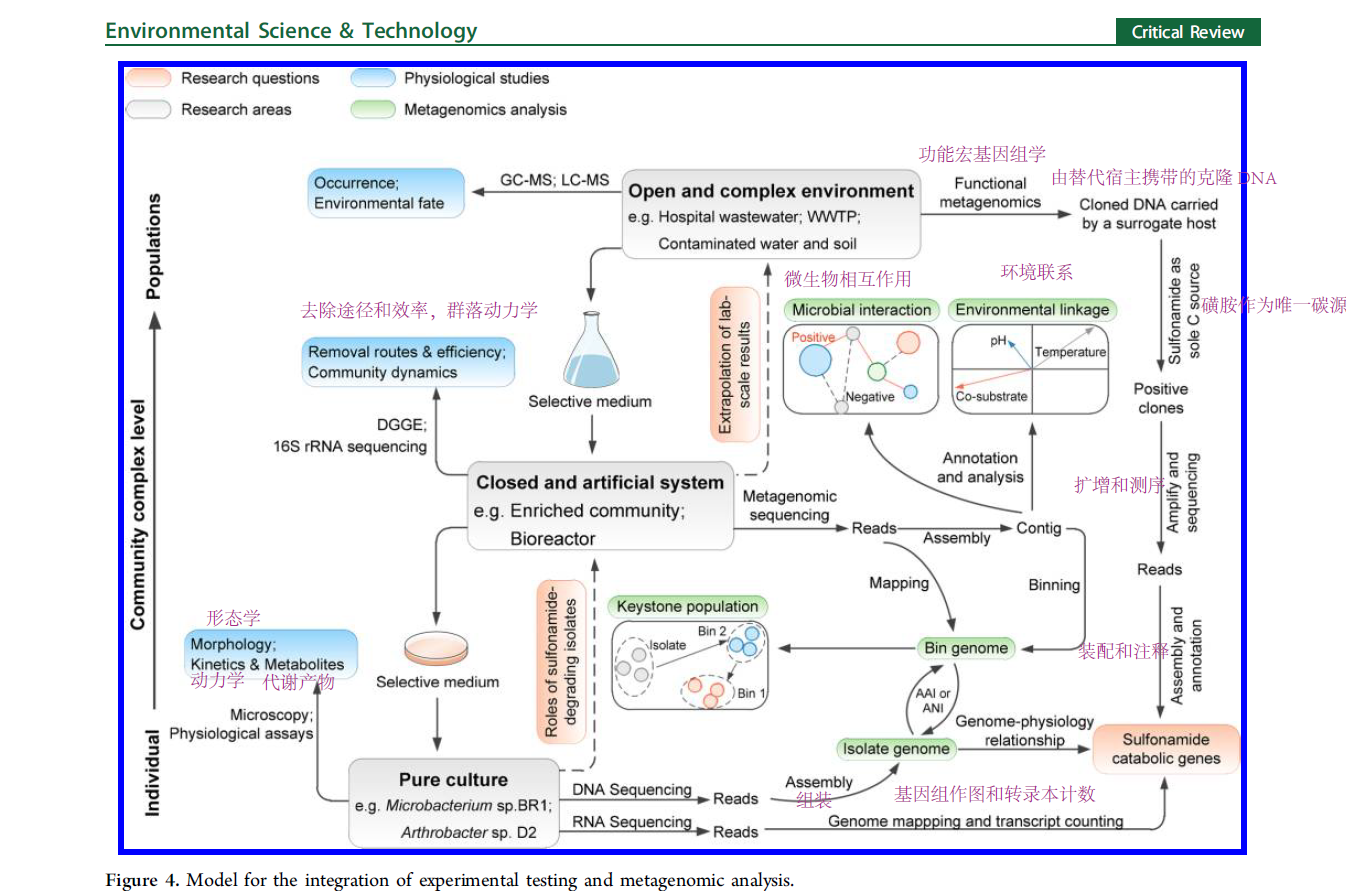 Environmental Science & Technology
Critical Review
Research questions
Physiological studies
Research areas
Metagenomics analysis
Populations
Community complex level
Individual
Occurrence;
Environmental fate
GC-MS; LC-MS
Open and complex environment
e.g. Hospital wastewater; WWTP;
Contaminated water and soil
功能宏基因组学
Functional
metagenomics
由替代宿主携带的克隆 DNA
Cloned DNA carried
by a surrogate host
Sulfonamide as
sole C source
磺胺作为唯一碳源
Positive
clones
扩增和测序
Amplify and
sequencing
Reads
装配和注释
Assembly and
annotation
去除途径和效率，群落动力学
Removal routes & efficiency;
Community dynamics
DGGE;
16S rRNA sequencing
Selective medium
Extrapolation of lab-
scale results
微生物相互作用
Microbial interaction
Positive
Negative
环境联系
Environmental linkage
pH
Temperature
Co-substrate
Annotation
and analysis
Closed and artificial system
e.g. Enriched community;
Bioreactor
Metagenomic
sequencing
Reads
Assembly
Contig
Mapping
Binning
形态学
Morphology;
Kinetics & Metabolites
动力学 代谢产物
Microscopy;
Physiological assays
Selective medium
Roles of sulfonamide-
degrading isolates
Keystone population
Isolate
Bin 2
Bin 1
Bin genome
AAI or
ANI
Isolate genome
Genome-physiology
relationship
Sulfonamide
catabolic genes
Pure culture
e.g. Microbacterium sp.BR1;
Arthrobacter sp. D2
DNA Sequencing
Reads
Assembly
组装
基因组作图和转录本计数
RNA Sequencing
Reads
Genome mappping and transcript counting
Figure 4. Model for the integration of experimental testing and metagenomic analysis.